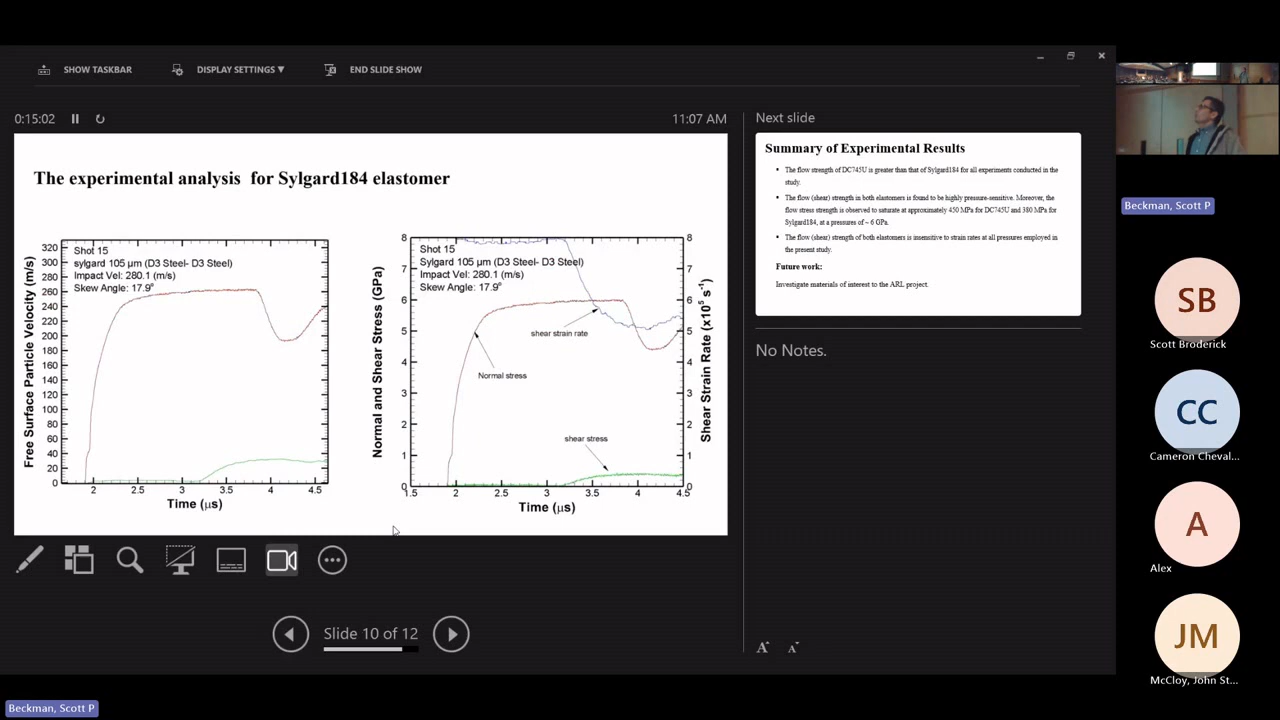 SHOW TASKBAR
DISPLAY SETTINGS ▼
END SLIDE SHOW
0:15:02
11:07 AM
The experimental analysis for Sylgard184 elastomer
Free Surface Particle Velocity (m/s)
320
300
280
260
240
220
200
180
160
140
120
100
80
60
40
20
0
Shot 15
sylgard 105 μm (D3 Steel- D3 Steel)
Impact Vel: 280.1 (m/s)
Skew Angle: 17.9°
2 2.5 3 3.5 4 4.5
Time (μs)
Normal and Shear Stress (GPa)
8
7
6
5
4
3
2
1
0
Shot 15
Sylgard 105 μm (D3 Steel- D3 Steel)
Impact Vel: 280.1 (m/s)
Skew Angle: 17.9°
shear strain rate
Normal stress
shear stress
8
7
6
5
4
3
2
1
0
Shear Strain Rate (x10⁵ s⁻¹)
1.5 2 2.5 3 3.5 4 4.5
Time (μs)
Slide 10 of 12
Next slide
Summary of Experimental Results
• The flow strength of DC745U is greater than that of Sylgard184 for all experiments conducted in the
study.
• The flow (shear) strength in both elastomers is found to be highly pressure-sensitive. Moreover, the
flow stress strength is observed to saturate at approximately 450 MPa for DC745U and 380 MPa for
Sylgard184, at a pressures of ~ 6 GPa.
• The flow (shear) strength of both elastomers is insensitive to strain rates at all pressures employed in
the present study.
Future work:
Investigate materials of interest to the ARL project.
No Notes.
A A
Beckman, Scott P
SB
Scott Broderick
CC
Cameron Cheval...
A
Alex
JM
McCloy, John St...
Beckman, Scott P